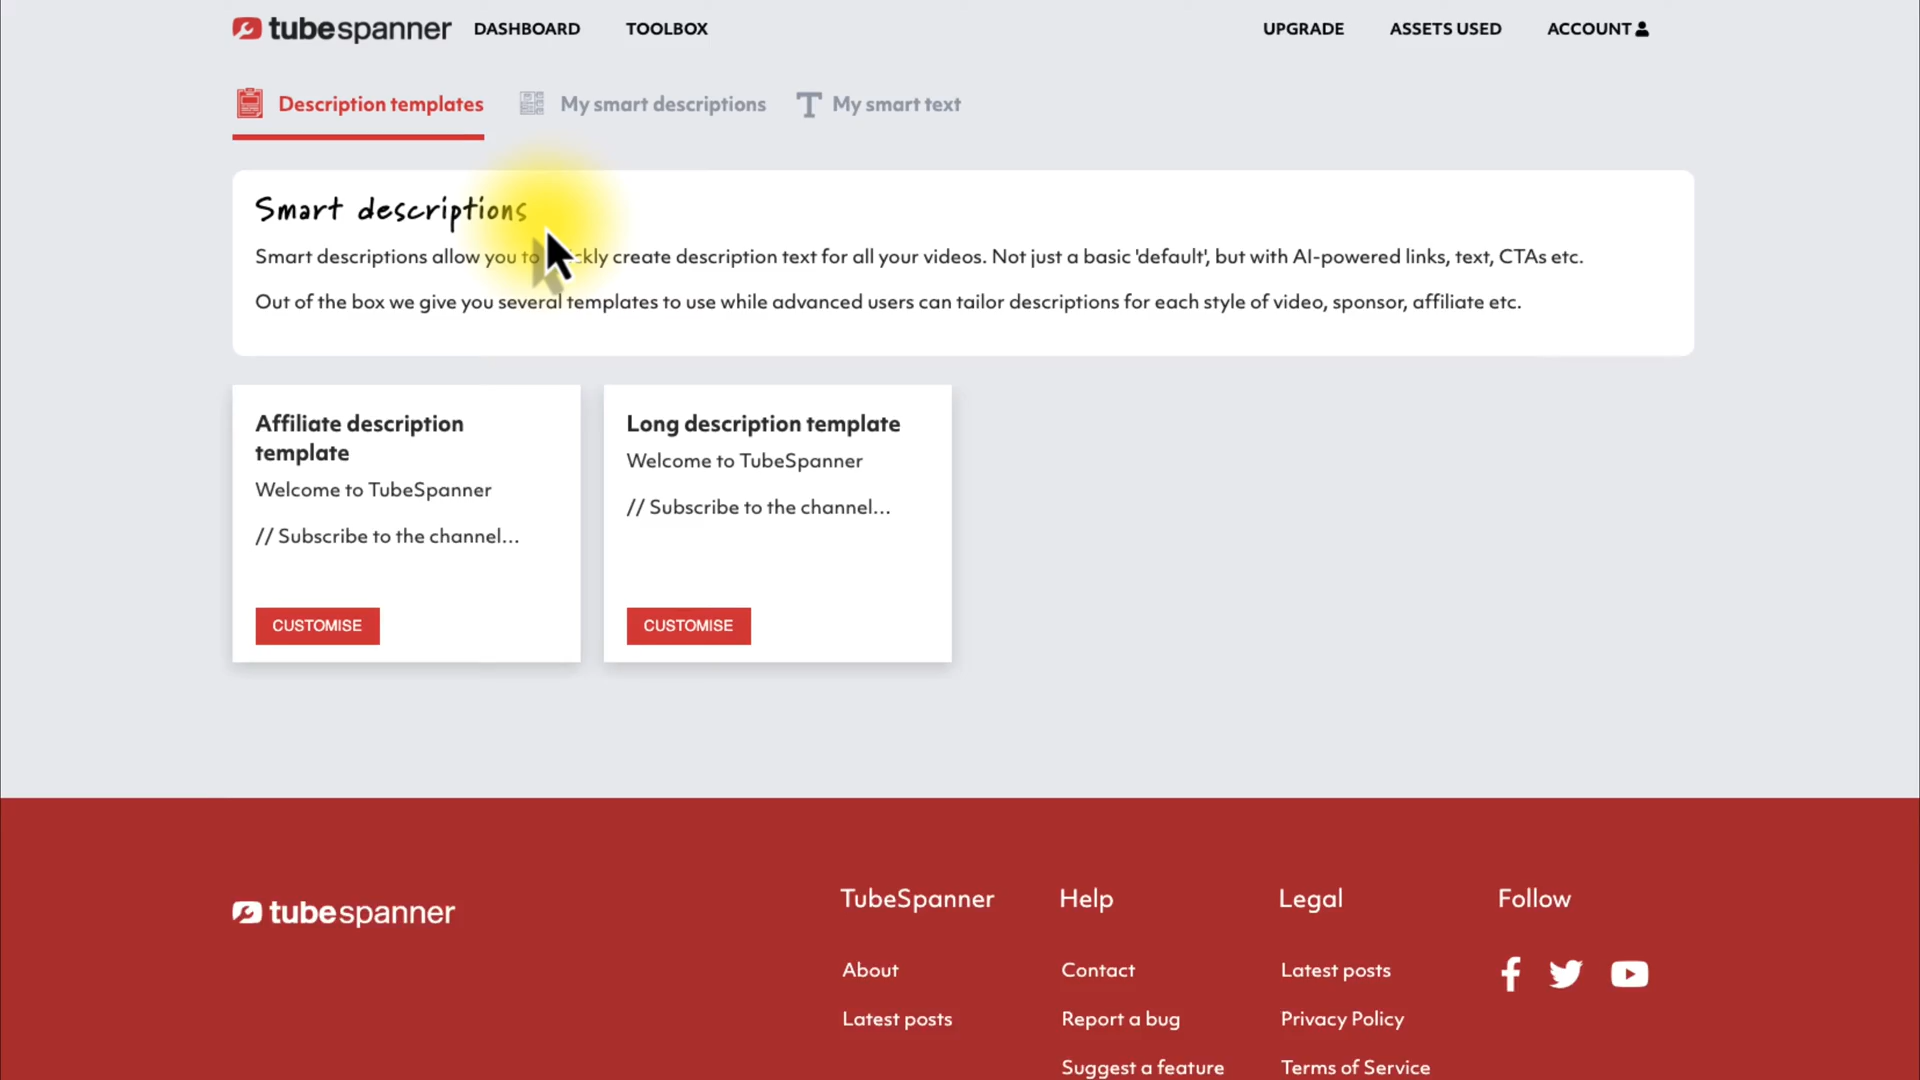 tubespanner DASHBOARD TOOLBOX UPGRADE ASSETS USED ACCOUNT
Description templates My smart descriptions My smart text
Smart descriptions
Smart descriptions allow you to kly create description text for all your videos. Not just a basic 'default', but with AI-powered links, text, CTAs etc.
Out of the box we give you several templates to use while advanced users can tailor descriptions for each style of video, sponsor, affiliate etc.
Affiliate description
template
Welcome to TubeSpanner
// Subscribe to the channel...
CUSTOMISE
Long description template
Welcome to TubeSpanner
// Subscribe to the channel...
CUSTOMISE
tubespanner
TubeSpanner
About
Latest posts
Help
Contact
Report a bug
Suggest a feature
Legal
Latest posts
Privacy Policy
Terms of Service
Follow